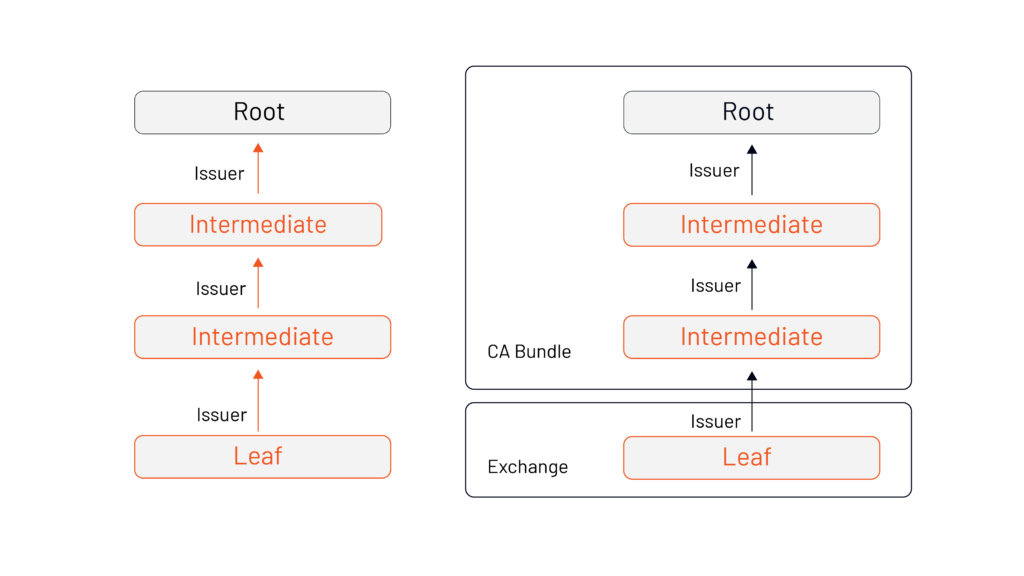 Root
Issuer
Intermediate
Issuer
Intermediate
Issuer
Leaf
Root
Issuer
Intermediate
Issuer
Intermediate
CA Bundle
Issuer
Leaf
Exchange